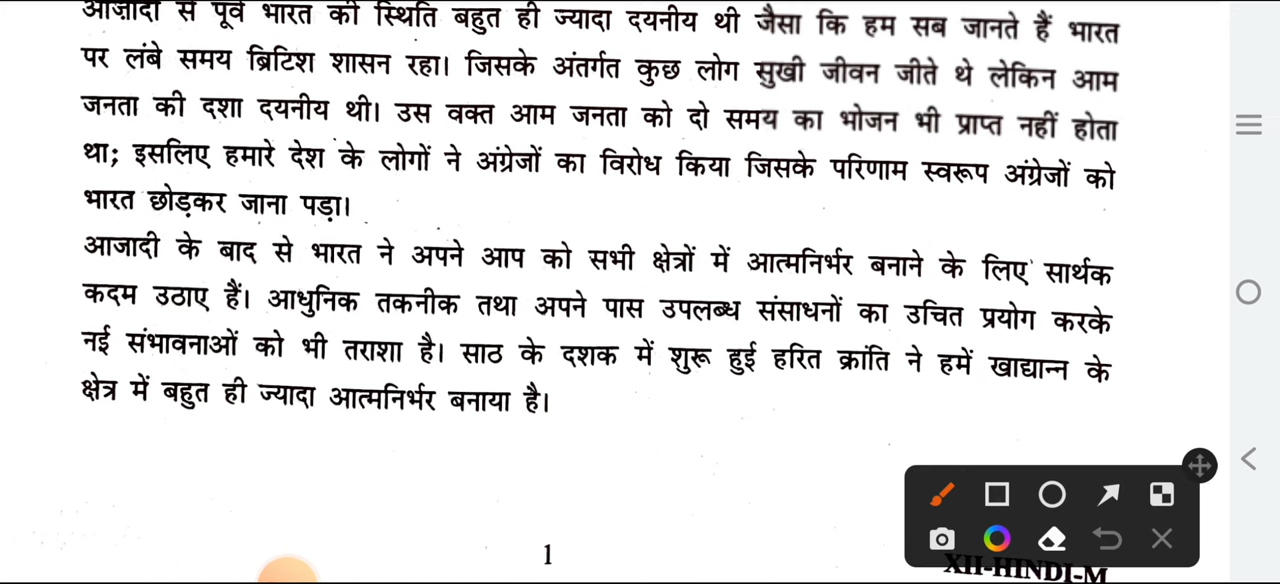 आज़ादी से पूर्व भारत की स्थिति बहुत ही ज्यादा दयनीय थी जैसा कि हम सब जानते हैं भारत
पर लंबे समय ब्रिटिश शासन रहा। जिसके अंतर्गत कुछ लोग सुखी जीवन जीते थे लेकिन आम
जनता की दशा दयनीय थी। उस वक्त आम जनता को दो समय का भोजन भी प्राप्त नहीं होता
था; इसलिए हमारे देश के लोगों ने अंग्रेजों का विरोध किया जिसके परिणाम स्वरूप अंग्रेजों को
भारत छोड़कर जाना पड़ा।
आजादी के बाद से भारत ने अपने आप को सभी क्षेत्रों में आत्मनिर्भर बनाने के लिए सार्थक
कदम उठाए हैं। आधुनिक तकनीक तथा अपने पास उपलब्ध संसाधनों का उचित प्रयोग करके
नई संभावनाओं को भी तराशा है। साठ के दशक में शुरू हुई हरित क्रांति ने हमें खाद्यान्न के
क्षेत्र में बहुत ही ज्यादा आत्मनिर्भर बनाया है।
1
XII-HINDI-M